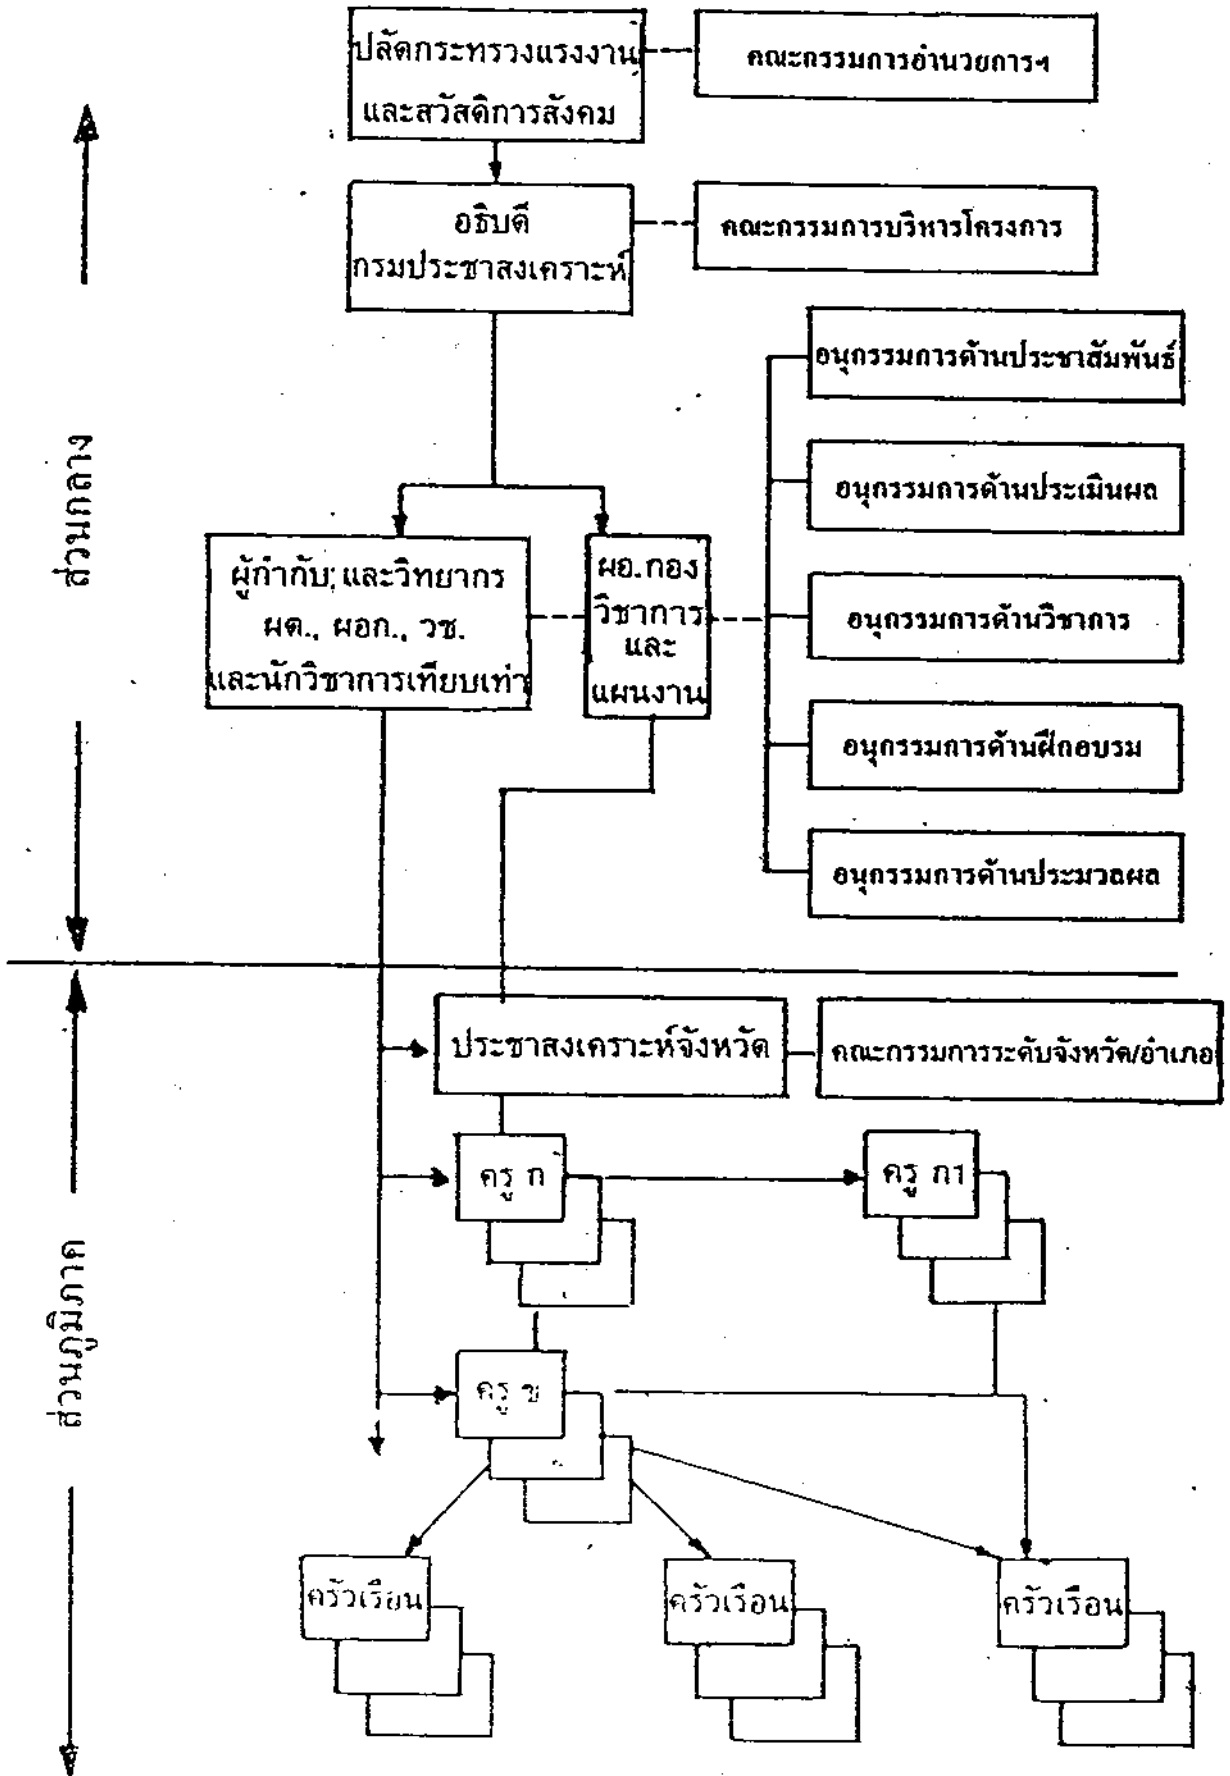 ปลัดกระทรวงแรงงาน
และสวัสดิการสังคม
คณะกรรมการอำนวยการฯ
อธิบดี
กรมประชาสงเคราะห์
คณะกรรมการบริหารโครงการ
อนุกรรมการด้านประชาสัมพันธ์
อนุกรรมการด้านประเมินผล
ส่วนกลาง
ผู้กำกับ; และวิทยากร
ผต., ผอก., วช.
และนักวิชาการเทียบเท่า
ผอ.กอง
วิชาการ
และ
แผนงาน
อนุกรรมการด้านวิชาการ
อนุกรรมการด้านฝึกอบรม
อนุกรรมการด้านประมวลผล
ประชาสงเคราะห์จังหวัด
คณะกรรมการระดับจังหวัด/อำเภอ
ครู ก
ครู ก1
ส่วนภูมิภาค
ครู ข
ครัวเรือน
ครัวเรือน
ครัวเรือน